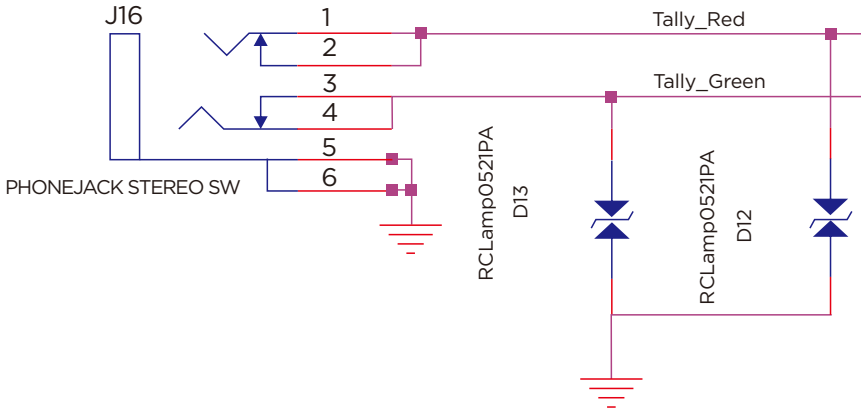 J16
1
2
3
4
5
6
PHONEJACK STEREO SW
Tally_Red
Tally_Green
RCLamp0521PA
D13
RCLamp0521PA
D12